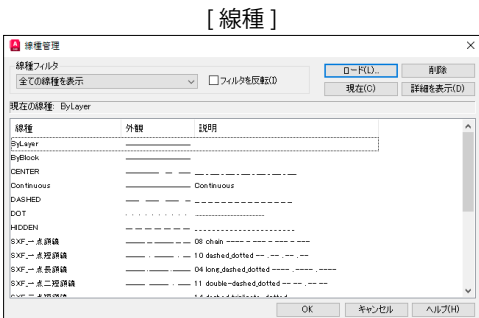 [ 線種 ]
線種管理
線種フィルタ
全ての線種を表示
フィルタを反転(I)
ロード(L)...
削除
現在(C)
詳細を表示(D)
現在の線種: ByLayer
線種 外観 説明
ByLayer
ByBlock
CENTER
Continuous Continuous
DASHED
DOT
HIDDEN
SXF_一点鎖線 08 chain
SXF_一点短鎖線 10 dashed_dotted
SXF_一点長鎖線 04 long_dashed_dotted
SXF_一点二短鎖線 11 double-dashed_dotted
OK
キャンセル
ヘルプ(H)